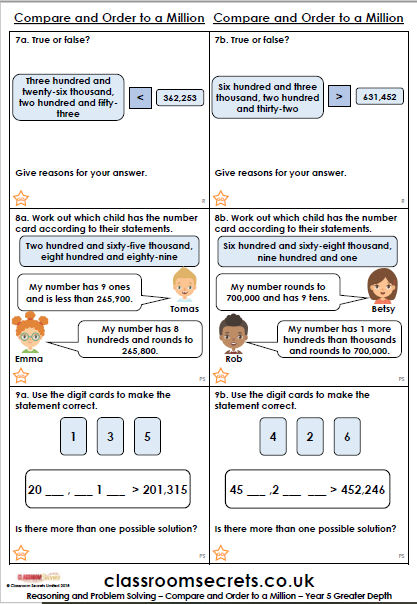 Compare and Order to a Million
Compare and Order to a Million
7a. True or false?
Three hundred and
twenty-six thousand,
two hundred and fifty-
three
<
362,253
Give reasons for your answer.
R
7b. True or false?
Six hundred and three
thousand, two hundred
and thirty-two
>
631,452
Give reasons for your answer.
R
8a. Work out which child has the number
card according to their statements.
Two hundred and sixty-five thousand,
eight hundred and eighty-nine
My number has 9 ones
and is less than 265,900.
Tomas
My number has 8
hundreds and rounds to
265,800.
Emma
PS
8b. Work out which child has the number
card according to their statements.
Six hundred and sixty-eight thousand,
nine hundred and one
My number rounds to
700,000 and has 9 tens.
Betsy
My number has 1 more
hundreds than thousands
and rounds to 700,000.
Rob
PS
9a. Use the digit cards to make the
statement correct.
1 3 5
20 ___ , ___ 1 ___ > 201,315
Is there more than one possible solution?
PS
9b. Use the digit cards to make the
statement correct.
4 2 6
45 ___ ,2 ___ ___ > 452,246
Is there more than one possible solution?
PS
© Classroom Secrets Limited 2018
classroomsecrets.co.uk
Reasoning and Problem Solving – Compare and Order to a Million – Year 5 Greater Depth